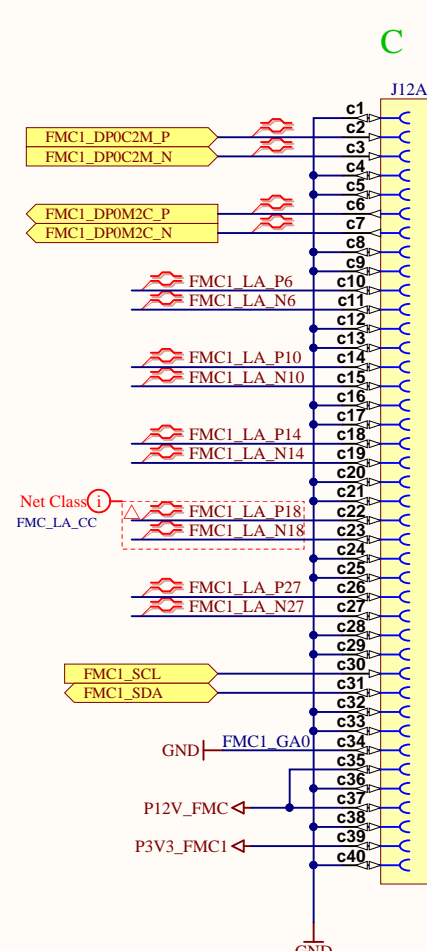 C
J12A
c1
c2
FMC1_DP0C2M_P
c3
FMC1_DP0C2M_N
c4
c5
c6
FMC1_DP0M2C_P
c7
FMC1_DP0M2C_N
c8
c9
FMC1_LA_P6 c10
FMC1_LA_N6 c11
c12
c13
FMC1_LA_P10 c14
FMC1_LA_N10 c15
c16
c17
FMC1_LA_P14 c18
FMC1_LA_N14 c19
c20
c21
Net Class i
FMC_LA_CC
FMC1_LA_P18 c22
FMC1_LA_N18 c23
c24
c25
FMC1_LA_P27 c26
FMC1_LA_N27 c27
c28
c29
FMC1_SCL c30
FMC1_SDA c31
c32
c33
GND FMC1_GA0 c34
c35
c36
P12V_FMC c37
c38
P3V3_FMC1 c39
c40
GND